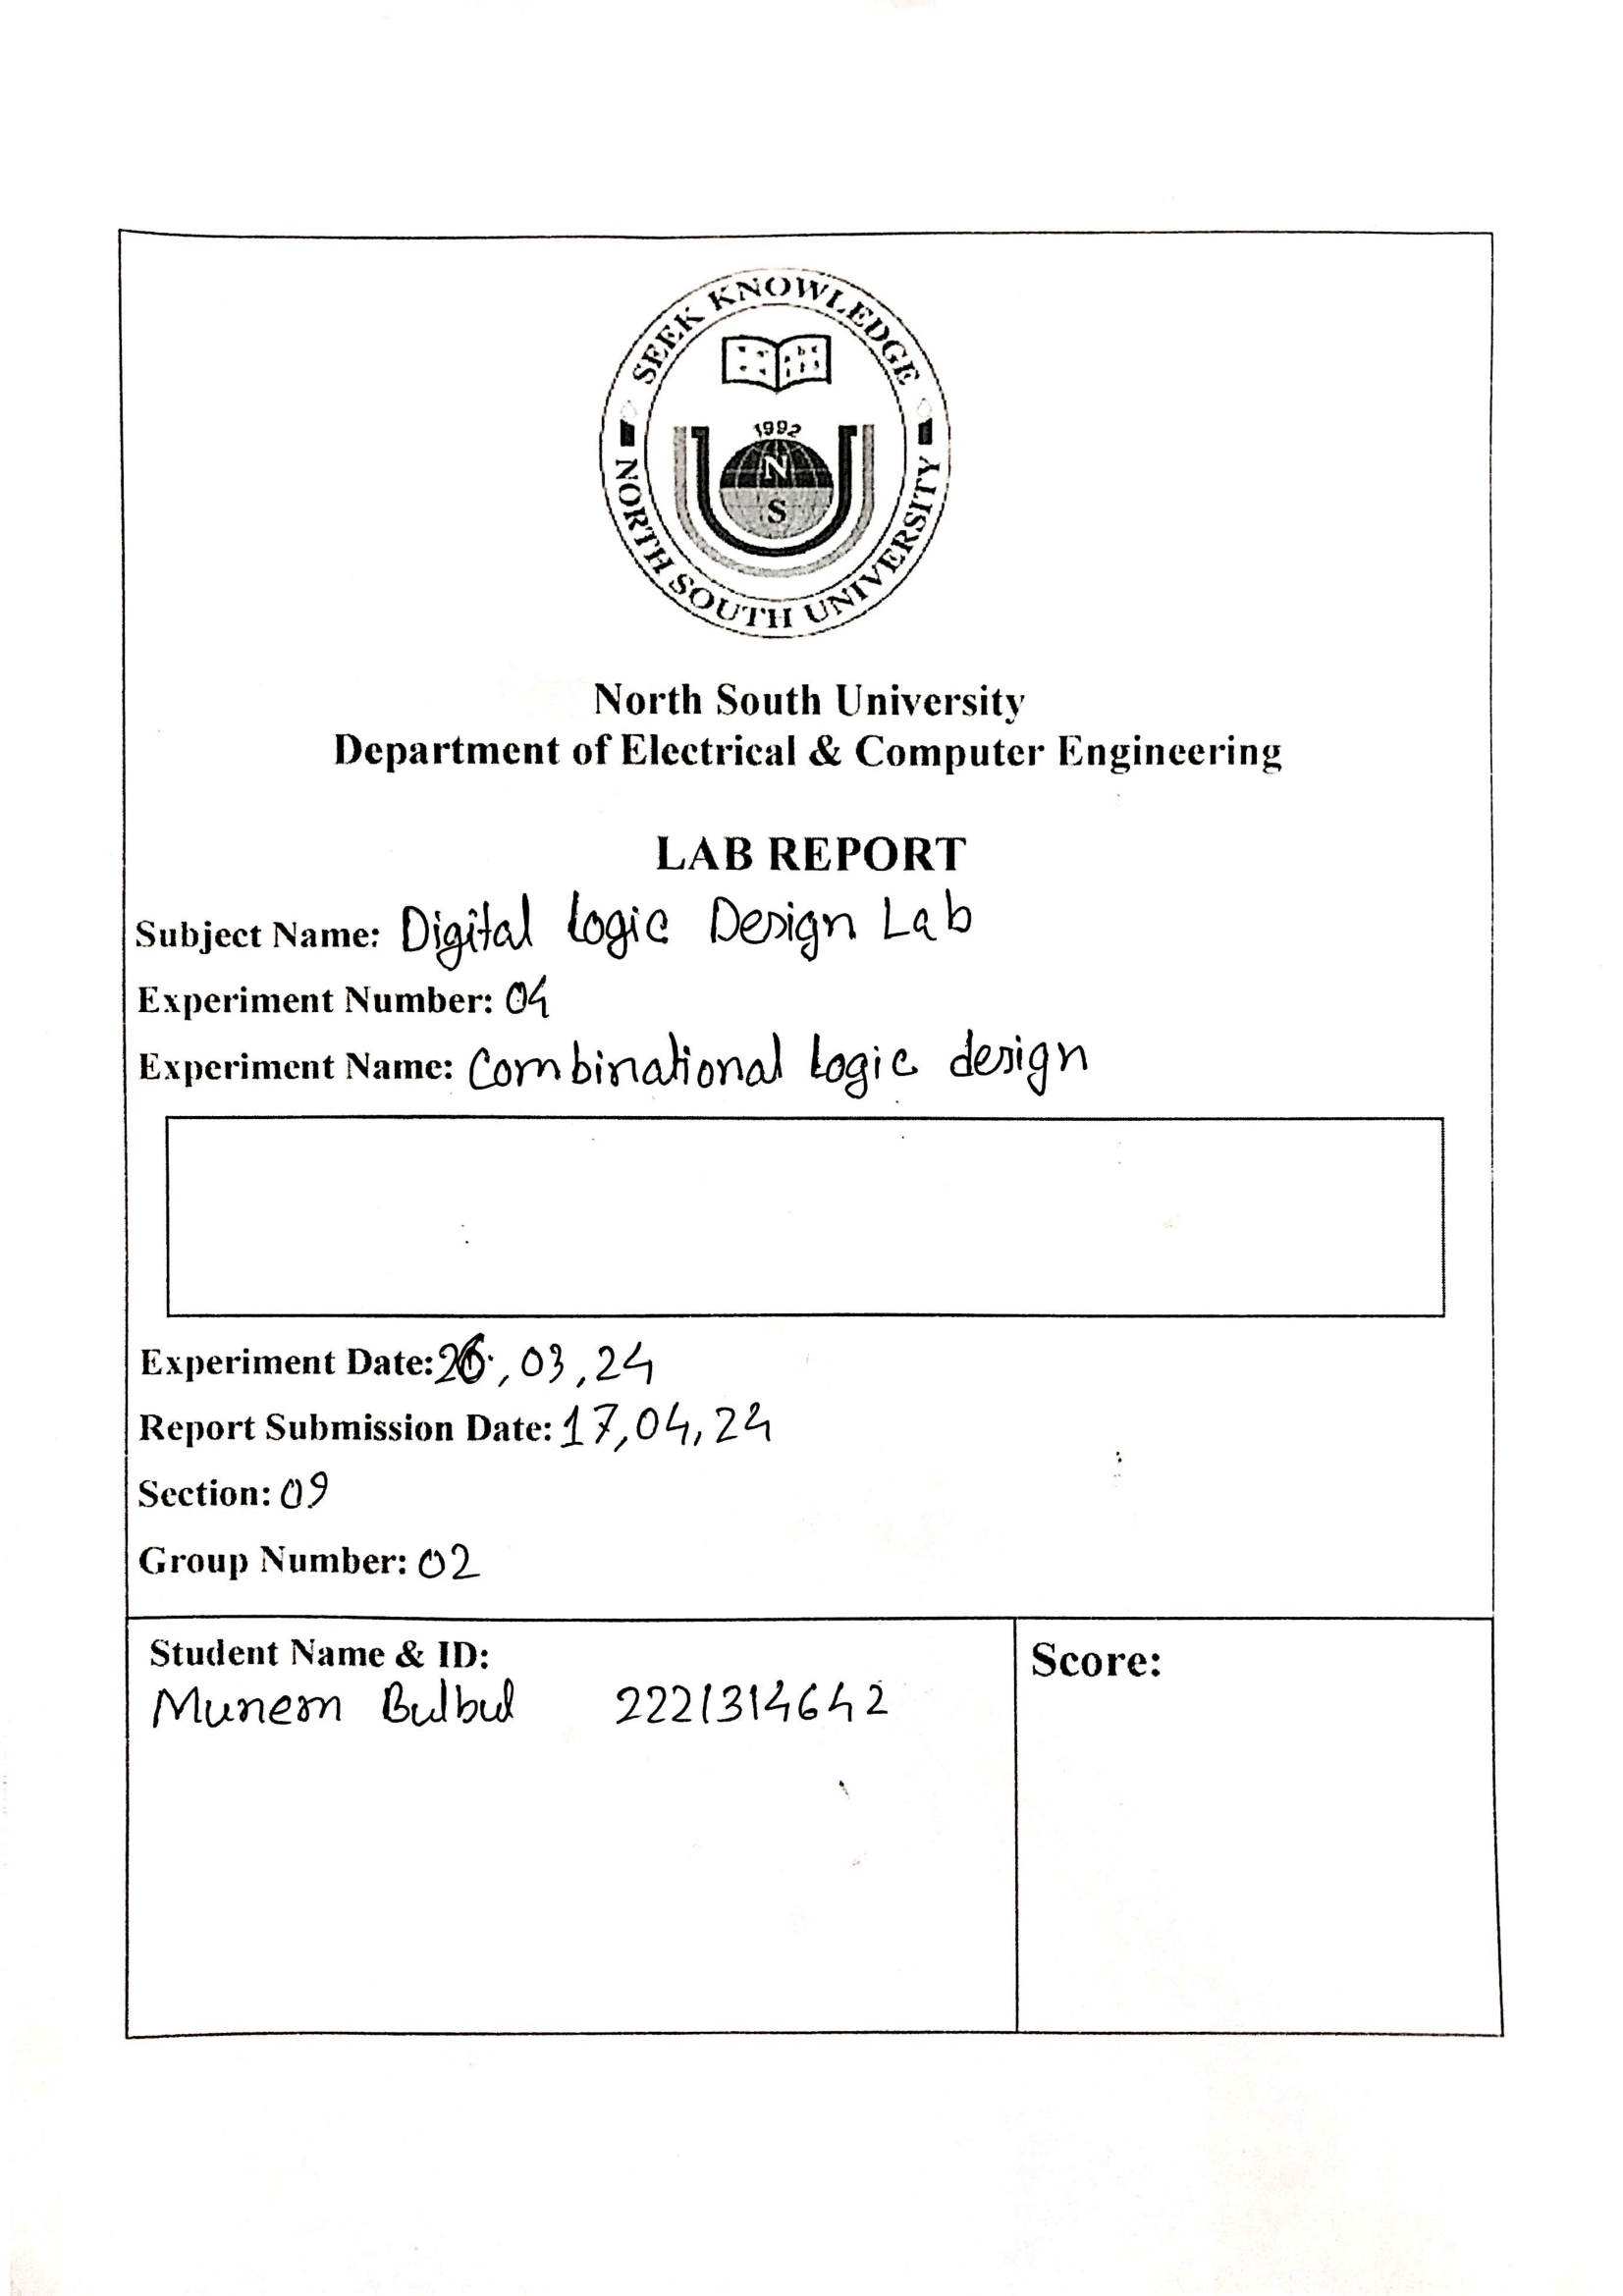 SEEK KNOWLEDGE
1992
N
S
NORTH SOUTH UNIVERSITY
North South University
Department of Electrical & Computer Engineering
LAB REPORT
Subject Name: Digital Logic Design Lab
Experiment Number: 04
Experiment Name: Combinational Logic design
Experiment Date: 26,03,24
Report Submission Date: 17,04,24
Section: 09
Group Number: 02
Student Name & ID:
Score:
Munem Bulbul 2221314642